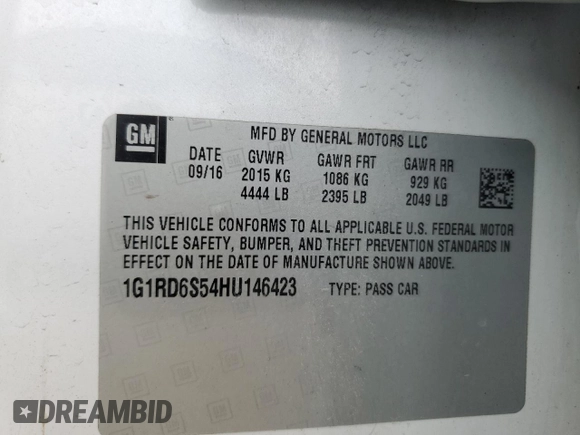 GM
MFD BY GENERAL MOTORS LLC
DATE GVWR GAWR FRT GAWR RR
09/16 2015 KG 1086 KG 929 KG
4444 LB 2395 LB 2049 LB
THIS VEHICLE CONFORMS TO ALL APPLICABLE U.S. FEDERAL MOTOR
VEHICLE SAFETY, BUMPER, AND THEFT PREVENTION STANDARDS IN
EFFECT ON THE DATE OF MANUFACTURE SHOWN ABOVE.
1G1RD6S54HU146423 TYPE: PASS CAR
DREAMBID